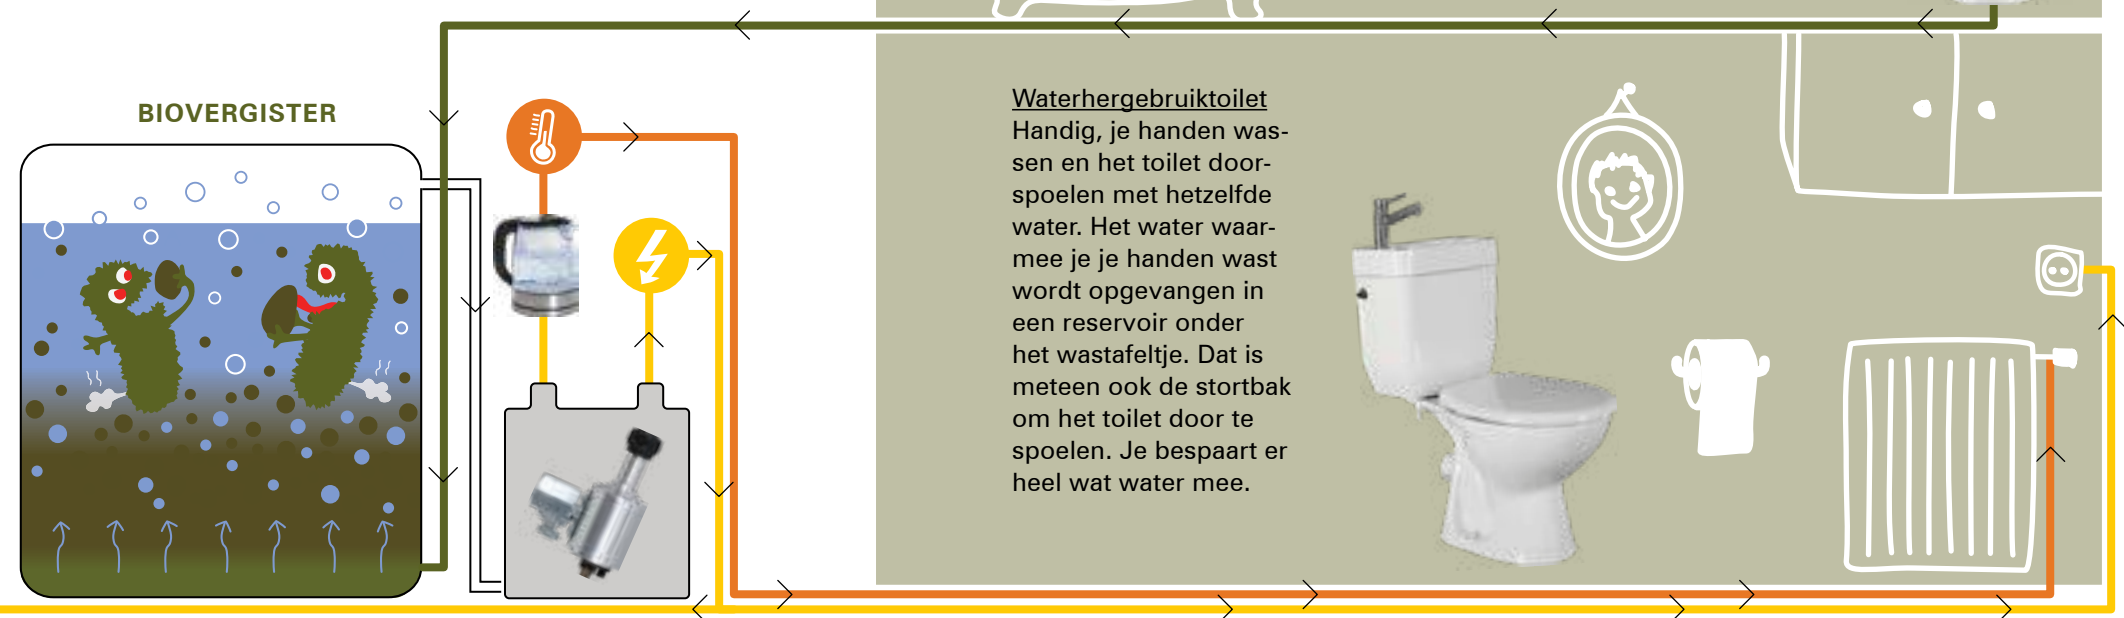 BIOVERGISTER
Waterhergebruiktoilet
Handig, je handen was-
sen en het toilet door-
spoelen met hetzelfde
water. Het water waar-
mee je je handen wast
wordt opgevangen in
een reservoir onder
het wastafeltje. Dat is
meteen ook de stortbak
om het toilet door te
spoelen. Je bespaart er
heel wat water mee.